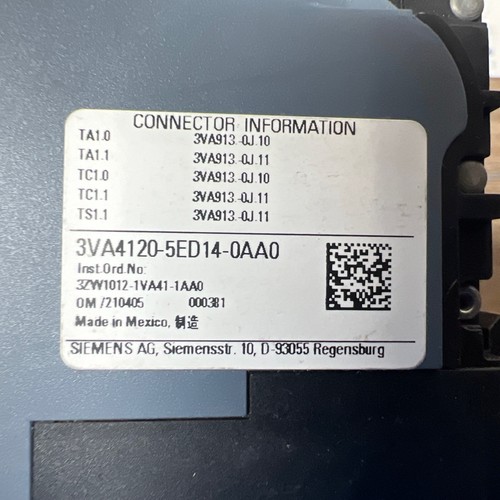 CONNECTOR INFORMATION
TA1.0 3VA913.-0J.10
TA1.1 3VA913.-0J.11
TC1.0 3VA913.-0J.10
TC1.1 3VA913.-0J.11
TS1.1 3VA913.-0J.11
3VA4120-5ED14-0AA0
Inst.Ord.No:
3ZW1012-1VA41-1AA0
OM /210405 000381
Made in Mexico, 制造
SIEMENS AG, Siemensstr. 10, D-93055 Regensburg